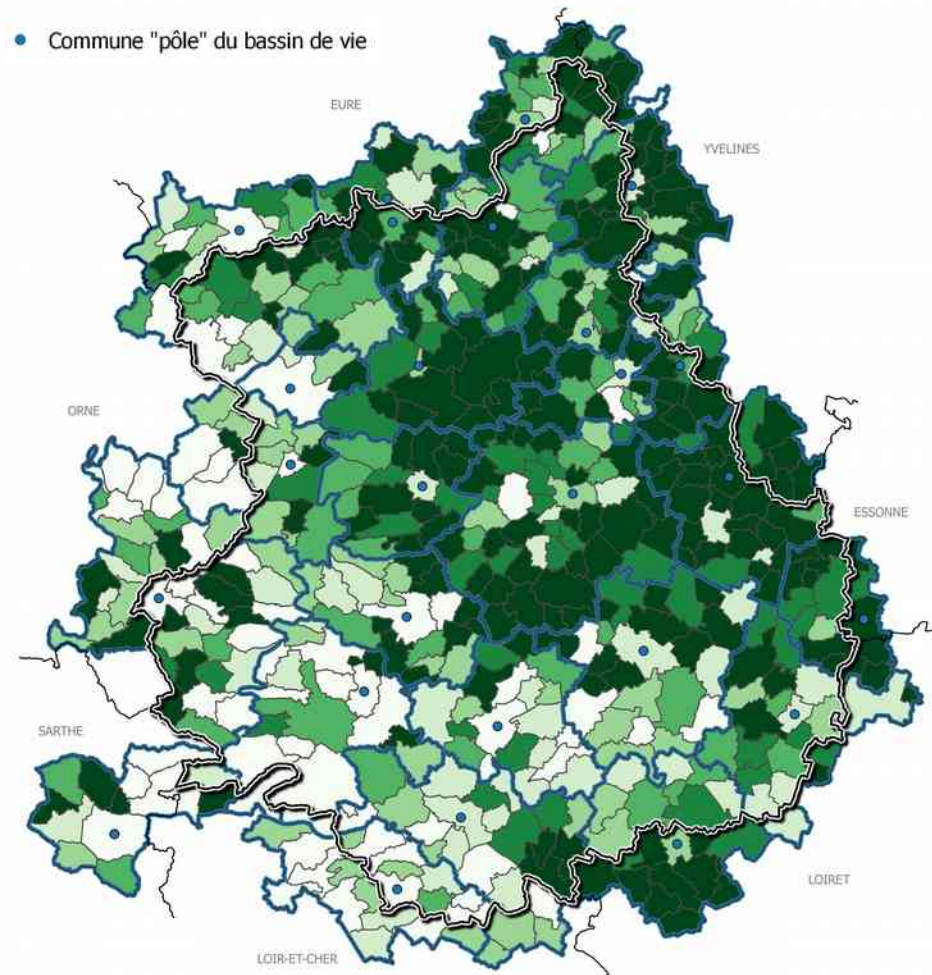 Commune "pôle" du bassin de vie
EURE
YVELINES
ORNE
ESSONNE
SARTHE
LOIRET
LOIR-ET-CHER